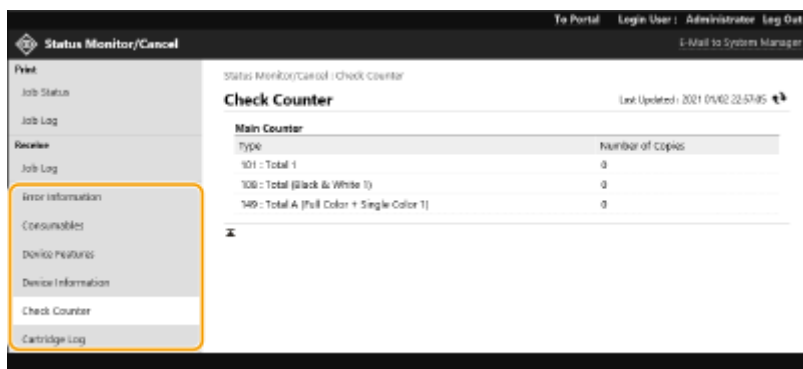 To Portal Login User : Administrator Log Out
Status Monitor/Cancel
E-Mail to System Manager
Print
Job Status
Job Log
Receive
Job Log
Error Information
Consumables
Device Features
Device Information
Check Counter
Cartridge Log
Status Monitor/Cancel : Check Counter
Check Counter
Last Updated : 2021 01/02 22:57:05
Main Counter
Type Number of Copies
101 : Total 1 0
108 : Total (Black & White 1) 0
149 : Total A (Full Color + Single Color 1) 0